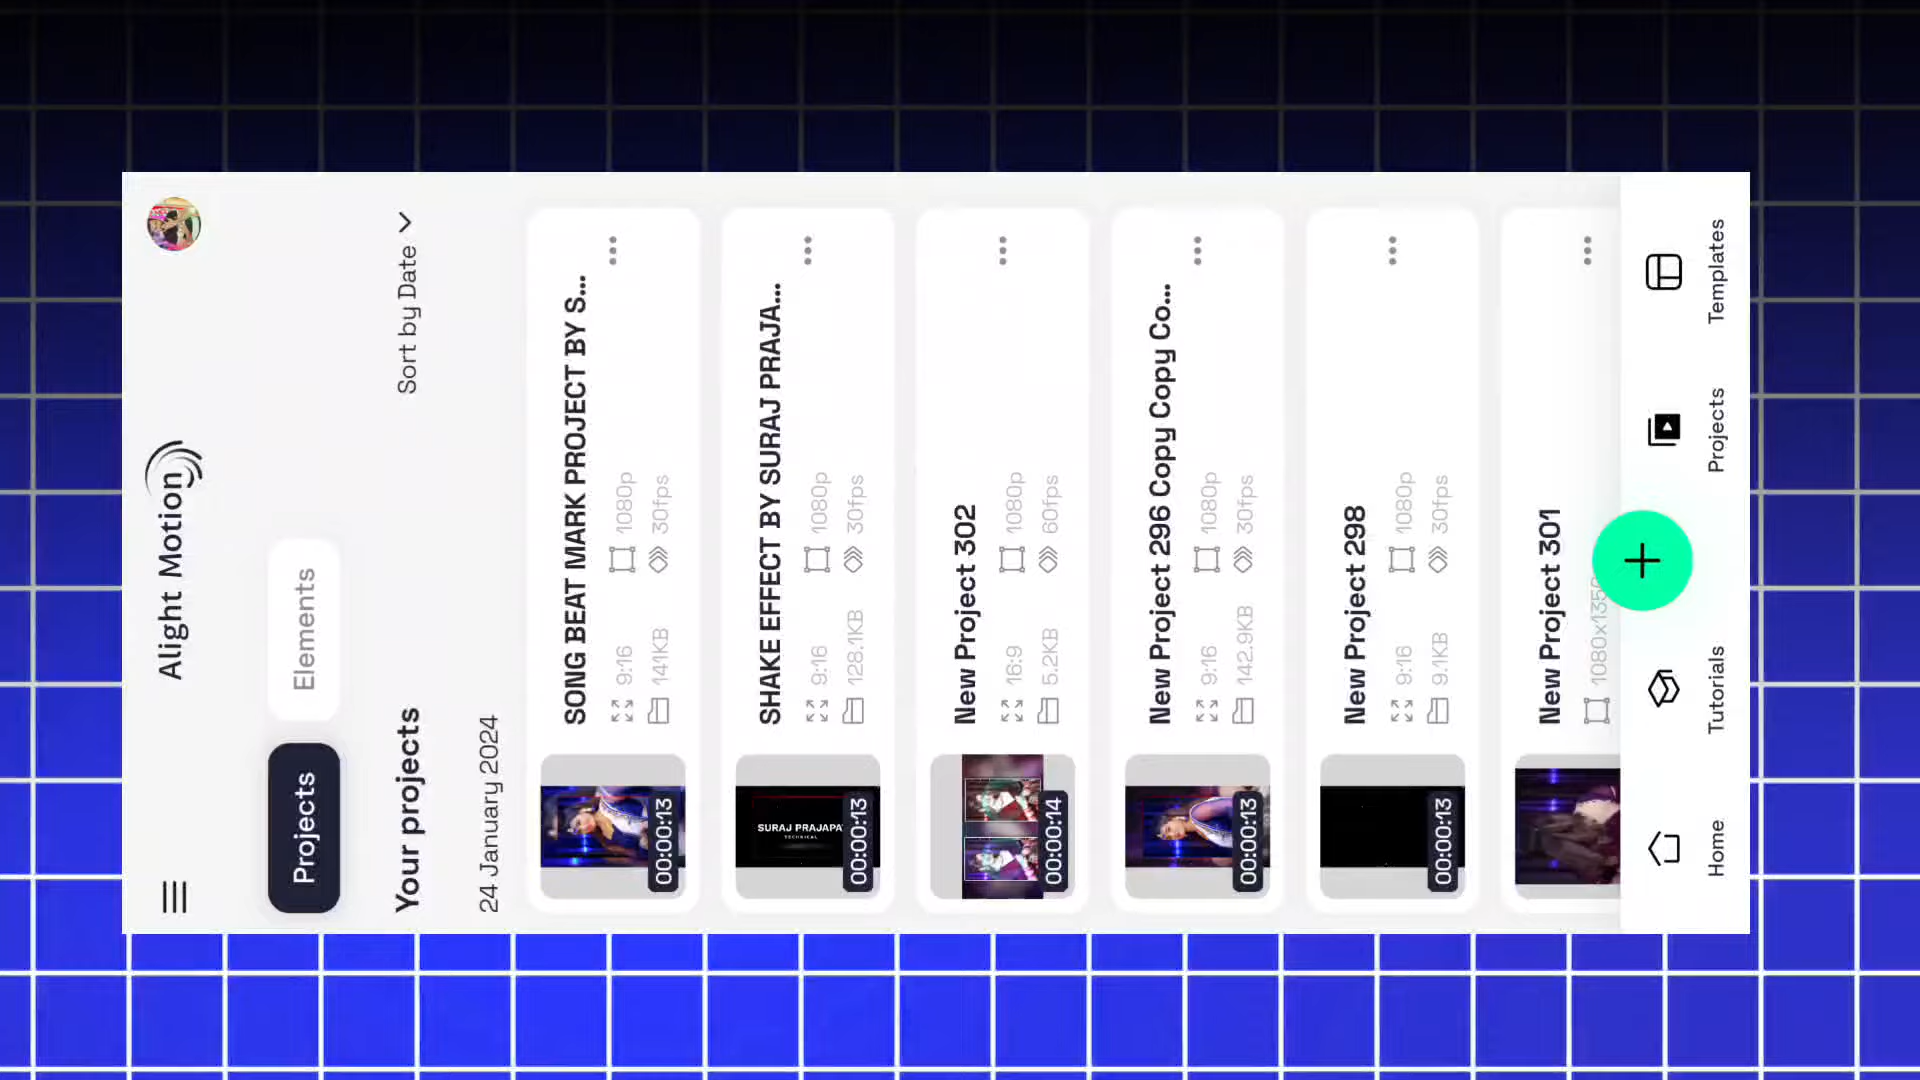 Alight Motion
Projects
Elements
Your projects
Sort by Date
24 January 2024
SONG BEAT MARK PROJECT BY S...
9:16
1080p
141KB
30fps
00:00:13
SHAKE EFFECT BY SURAJ PRAJA...
9:16
1080p
128.1KB
30fps
SURAJ PRAJAPA
TECHNICAL
00:00:13
New Project 302
16:9
1080p
5.2KB
60fps
00:00:14
New Project 296 Copy Copy Co...
9:16
1080p
142.9KB
30fps
00:00:13
New Project 298
9:16
1080p
9.1KB
30fps
00:00:13
New Project 301
1080x1350
Home
Tutorials
Projects
Templates